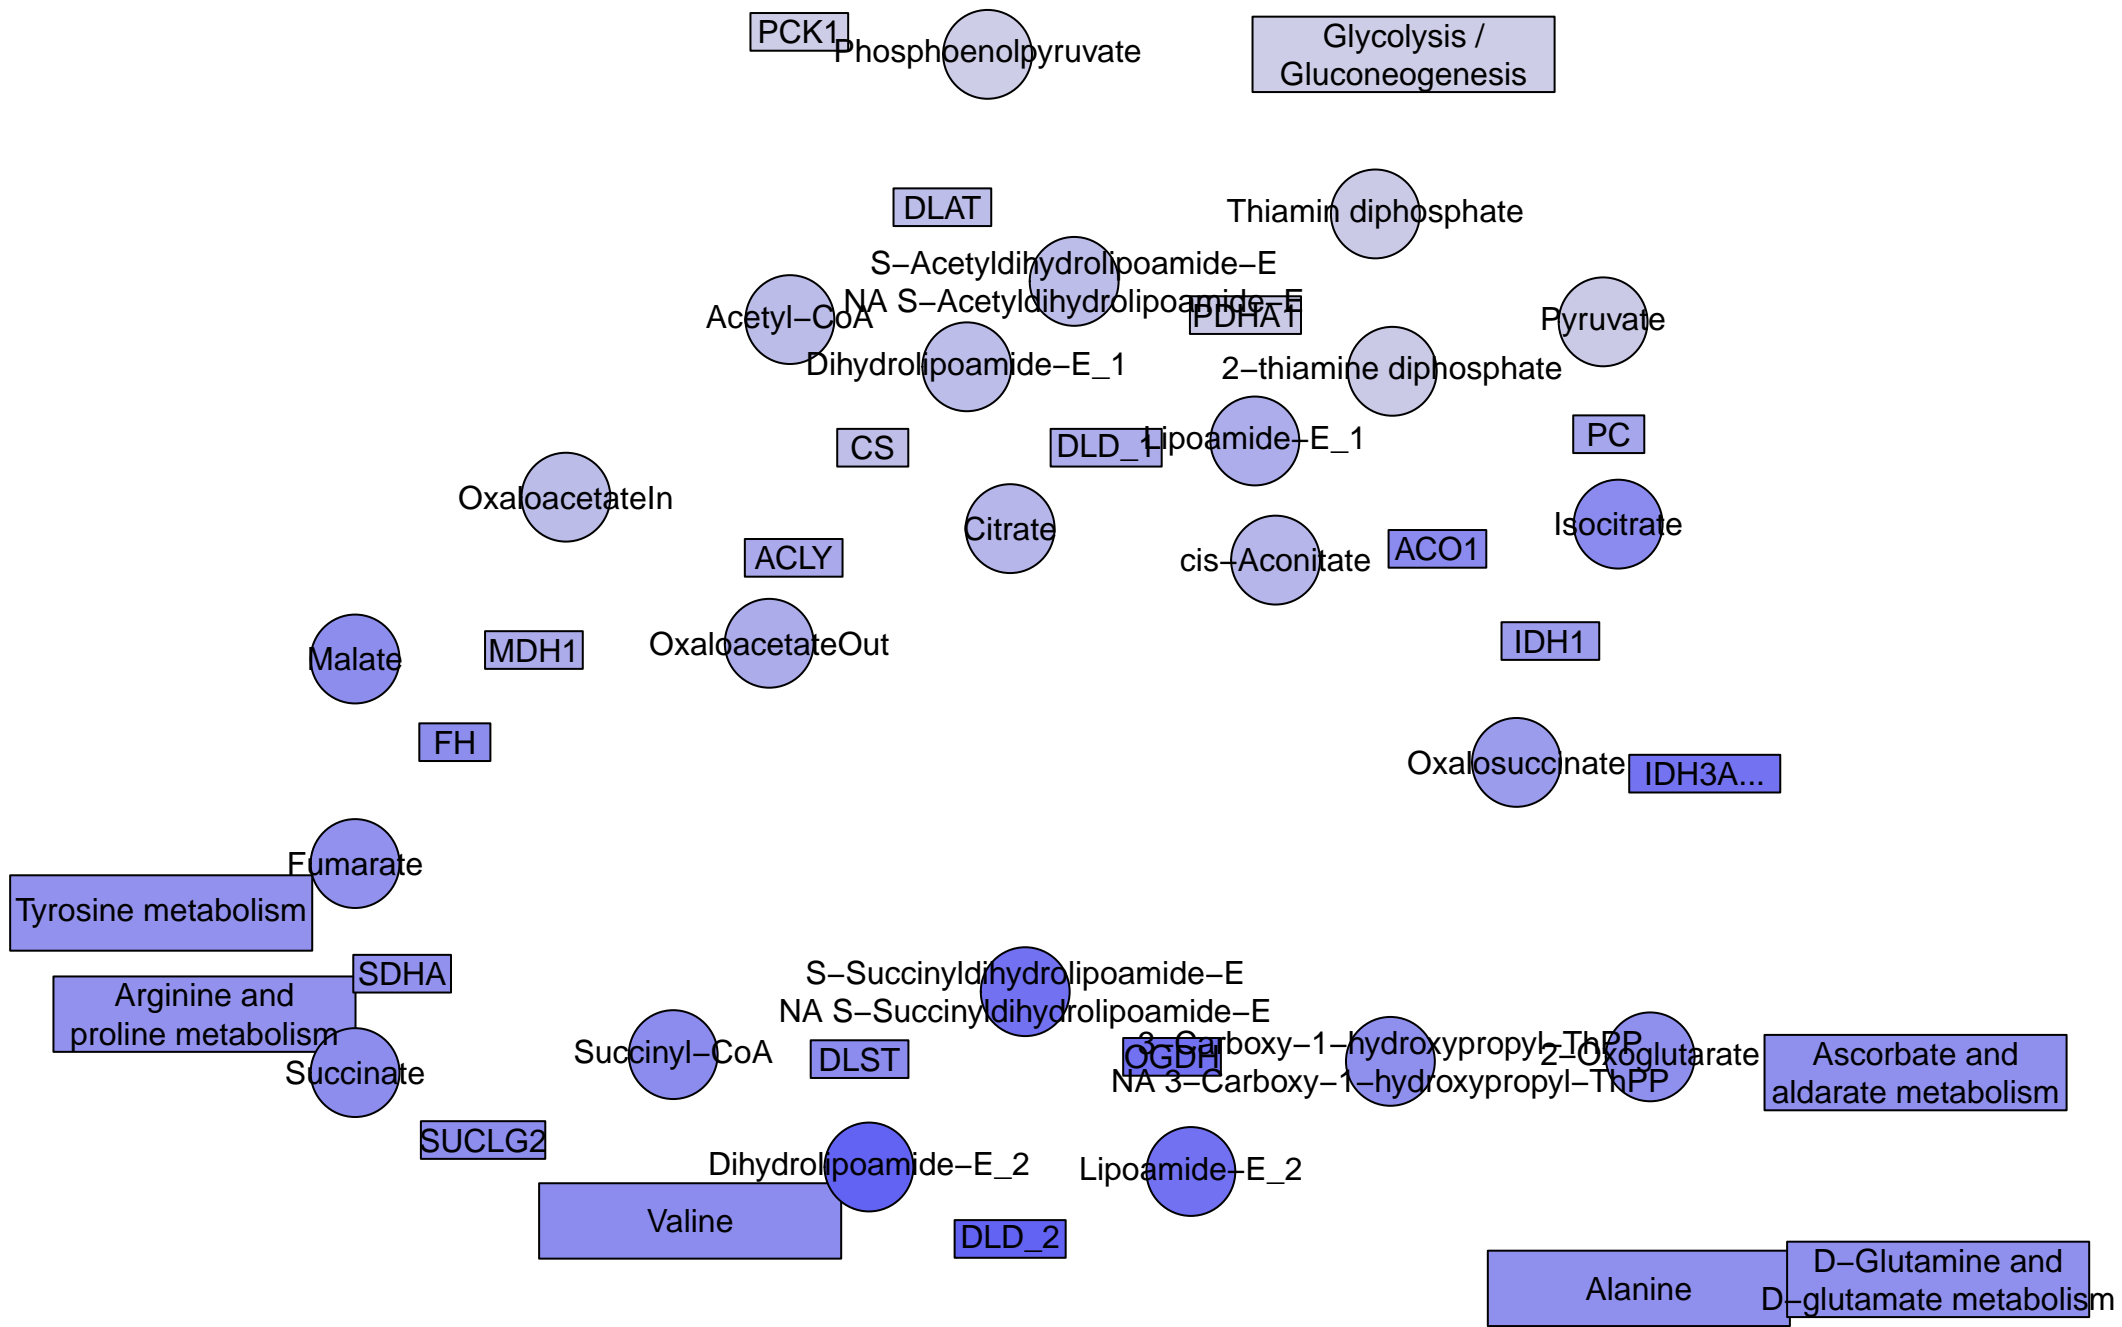 PCK1
Phosphoenolpyruvate
Glycolysis /
Gluconeogenesis
DLAT
Thiamin diphosphate
S−Acetyldihydrolipoamide−E
NA S−Acetyldihydrolipoamide−E
Acetyl−CoA
PDHA1
Pyruvate
Dihydrolipoamide−E_1
2−thiamine diphosphate
CS
DLD_1
Lipoamide−E_1
PC
OxaloacetateIn
Citrate
Isocitrate
ACLY
cis−Aconitate
ACO1
Malate
MDH1
OxaloacetateOut
IDH1
FH
Oxalosuccinate
IDH3A...
Fumarate
Tyrosine metabolism
SDHA
Arginine and
proline metabolism
S−Succinyldihydrolipoamide−E
NA S−Succinyldihydrolipoamide−E
Succinate
Succinyl−CoA
DLST
OGDH
3−Carboxy−1−hydroxypropyl−ThPP
NA 3−Carboxy−1−hydroxypropyl−ThPP
2−Oxoglutarate
Ascorbate and
aldarate metabolism
SUCLG2
Dihydrolipoamide−E_2
Lipoamide−E_2
Valine
DLD_2
Alanine
D−Glutamine and
D−glutamate metabolism